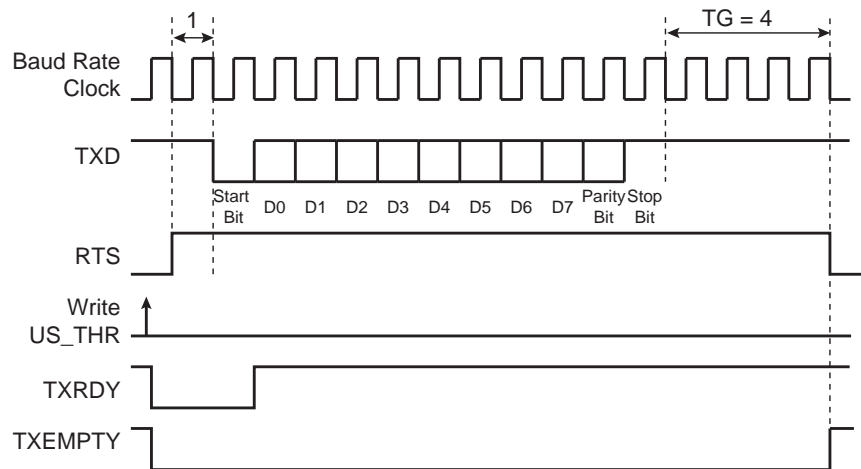 1
TG = 4
Baud Rate
Clock
TXD
Start
Bit
D0
D1
D2
D3
D4
D5
D6
D7
Parity
Bit
Stop
Bit
RTS
Write
US_THR
TXRDY
TXEMPTY